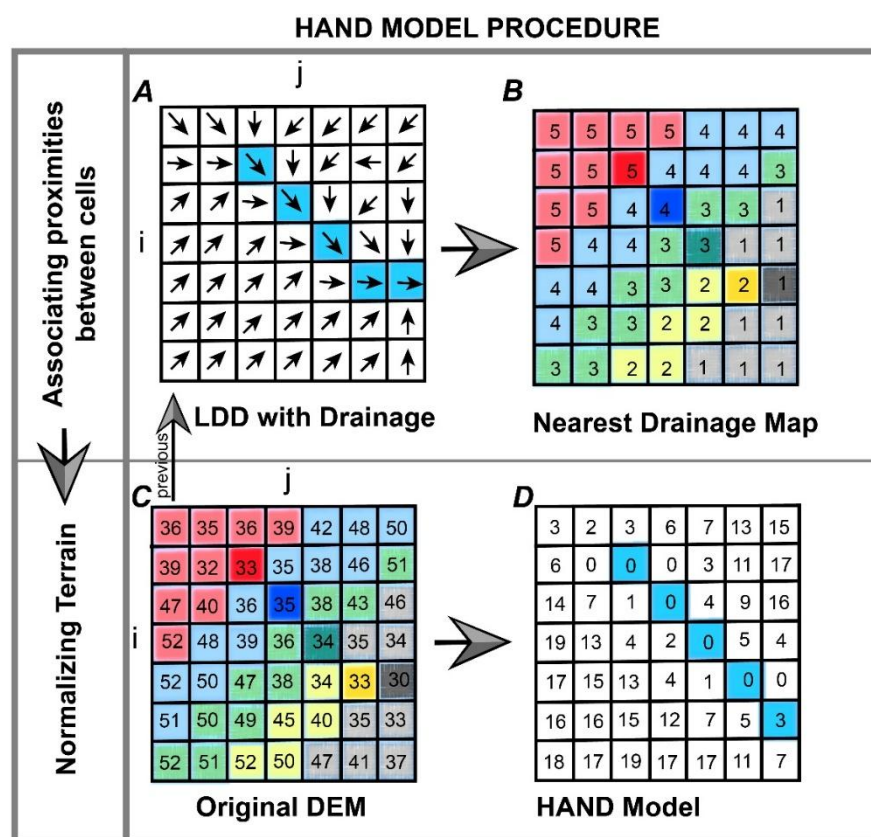 HAND MODEL PROCEDURE
Associating proximities
between cells
j
A
i
LDD with Drainage
B
5 5 5 5 4 4 4
5 5 5 4 4 4 3
5 5 4 4 3 3 1
5 4 4 3 3 1 1
4 4 3 3 2 2 1
4 3 3 2 2 1 1
3 3 2 2 1 1 1
Nearest Drainage Map
previous
Normalizing Terrain
j
C
i
36 35 36 39 42 48 50
39 32 33 35 38 46 51
47 40 36 35 38 43 46
52 48 39 36 34 35 34
52 50 47 38 34 33 30
51 50 49 45 40 35 33
52 51 52 50 47 41 37
Original DEM
D
3 2 3 6 7 13 15
6 0 0 0 3 11 17
14 7 1 0 4 9 16
19 13 4 2 0 5 4
17 15 13 4 1 0 0
16 16 15 12 7 5 3
18 17 19 17 17 11 7
HAND Model